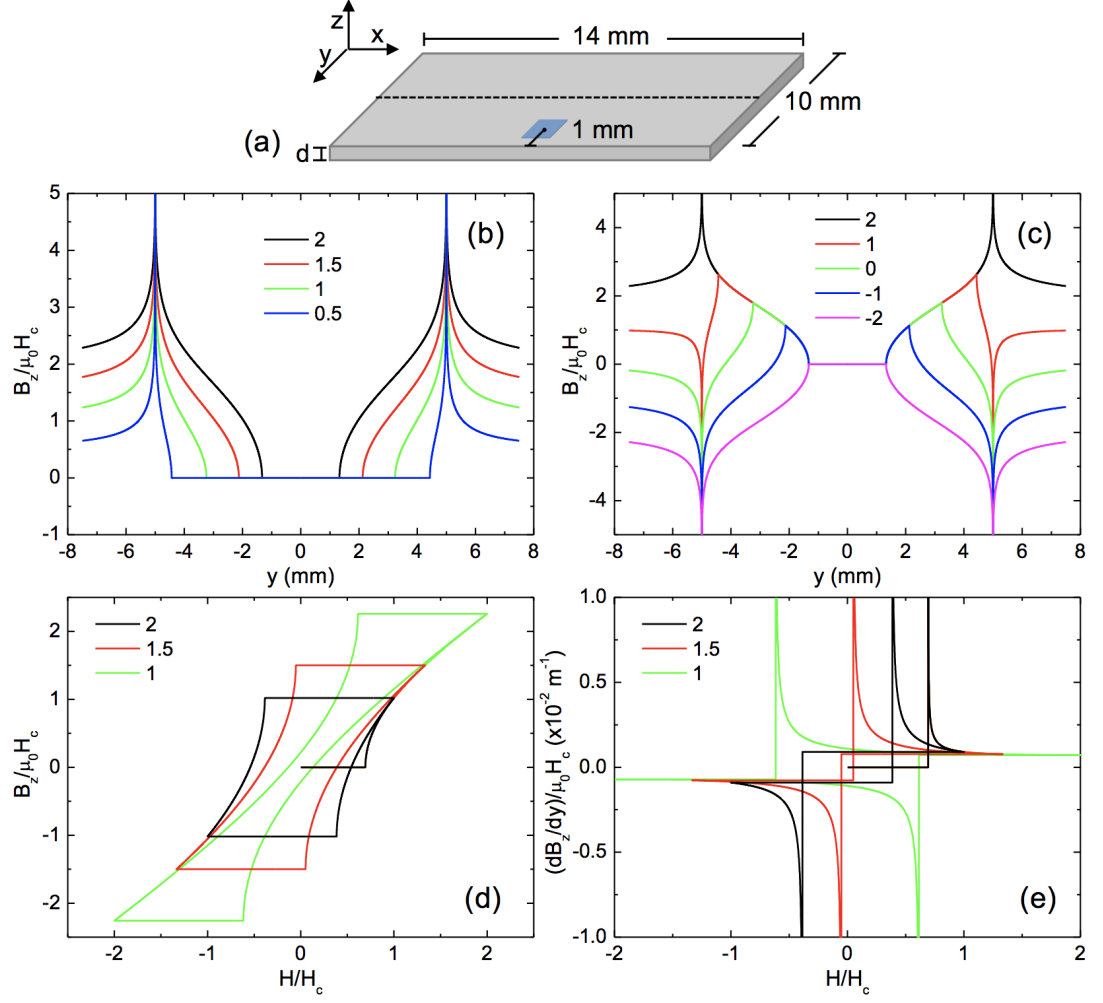 z
x
y
14 mm
10 mm
1 mm
(a)
d
(b)
2
1.5
1
0.5
B_z/μ₀H_c
5
4
3
2
1
0
-1
-8 -6 -4 -2 0 2 4 6 8
y (mm)
(c)
2
1
0
-1
-2
B_z/μ₀H_c
4
2
0
-2
-4
-8 -6 -4 -2 0 2 4 6 8
y (mm)
2
1.5
1
B_z/μ₀H_c
2
1
0
-1
-2
(d)
-2 -1 0 1 2
H/H_c
2
1.5
1
(dB_z/dy)/μ₀H_c (x10⁻² m⁻¹)
1.0
0.5
0.0
-0.5
-1.0
(e)
-2 -1 0 1 2
H/H_c